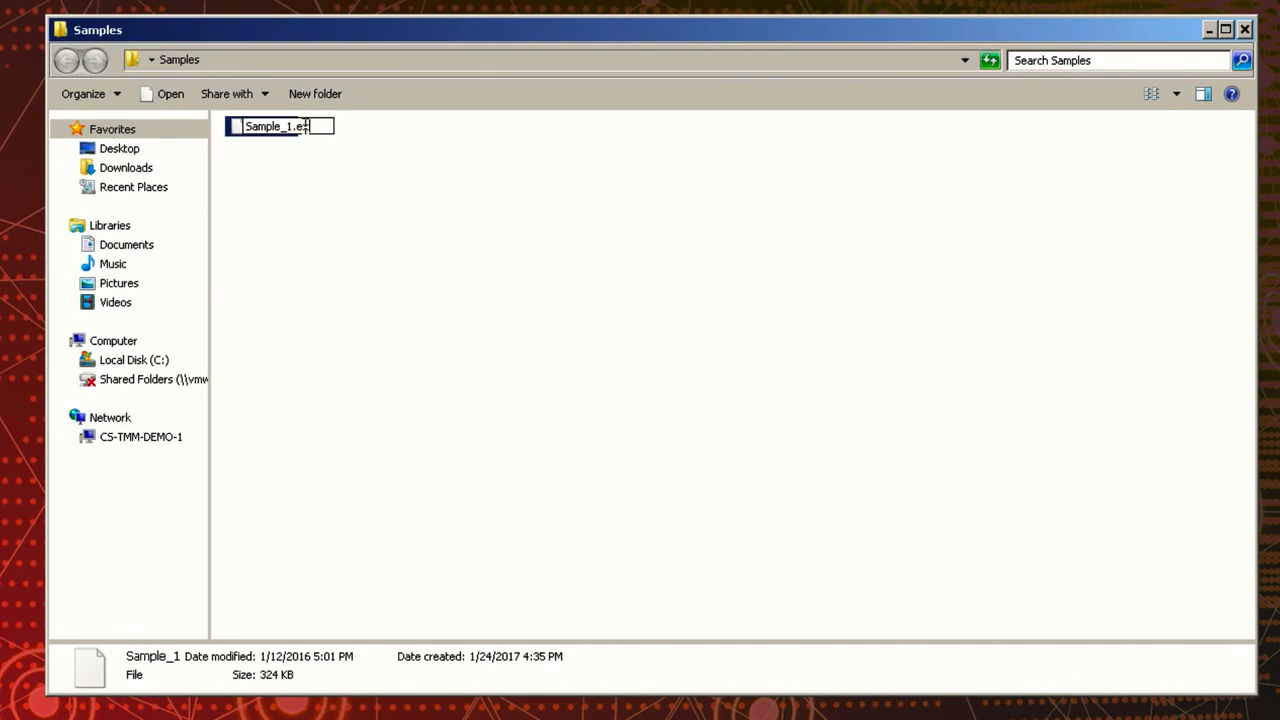 Samples
Samples
Search Samples
Organize Open Share with New folder
Favorites
Desktop
Downloads
Recent Places
Libraries
Documents
Music
Pictures
Videos
Computer
Local Disk (C:)
Shared Folders (\\vmw
Network
CS-TMM-DEMO-1
Sample_1.e
Sample_1 Date modified: 1/12/2016 5:01 PM Date created: 1/24/2017 4:35 PM
File Size: 324 KB